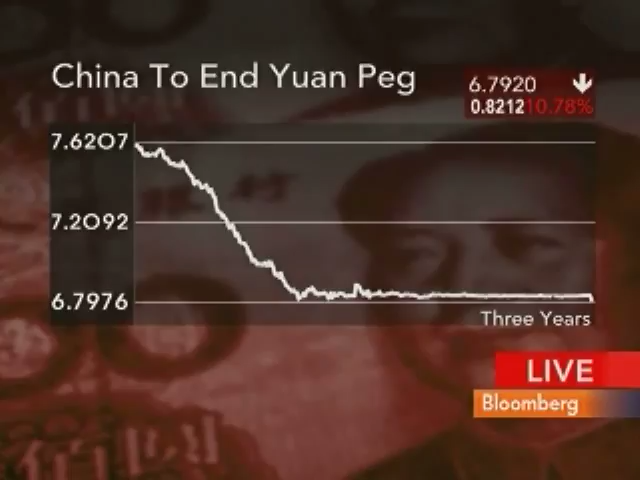 China To End Yuan Peg
6.7920
0.8212 10.78%
7.6207
7.2092
6.7976
Three Years
LIVE
Bloomberg